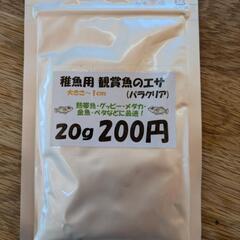 稚魚用 観賞魚のエサ
大きさ~1cm (パラクリア)
熱帯魚・グッピー・メダカ・
金魚・ベタなどに最適!
20g 200円